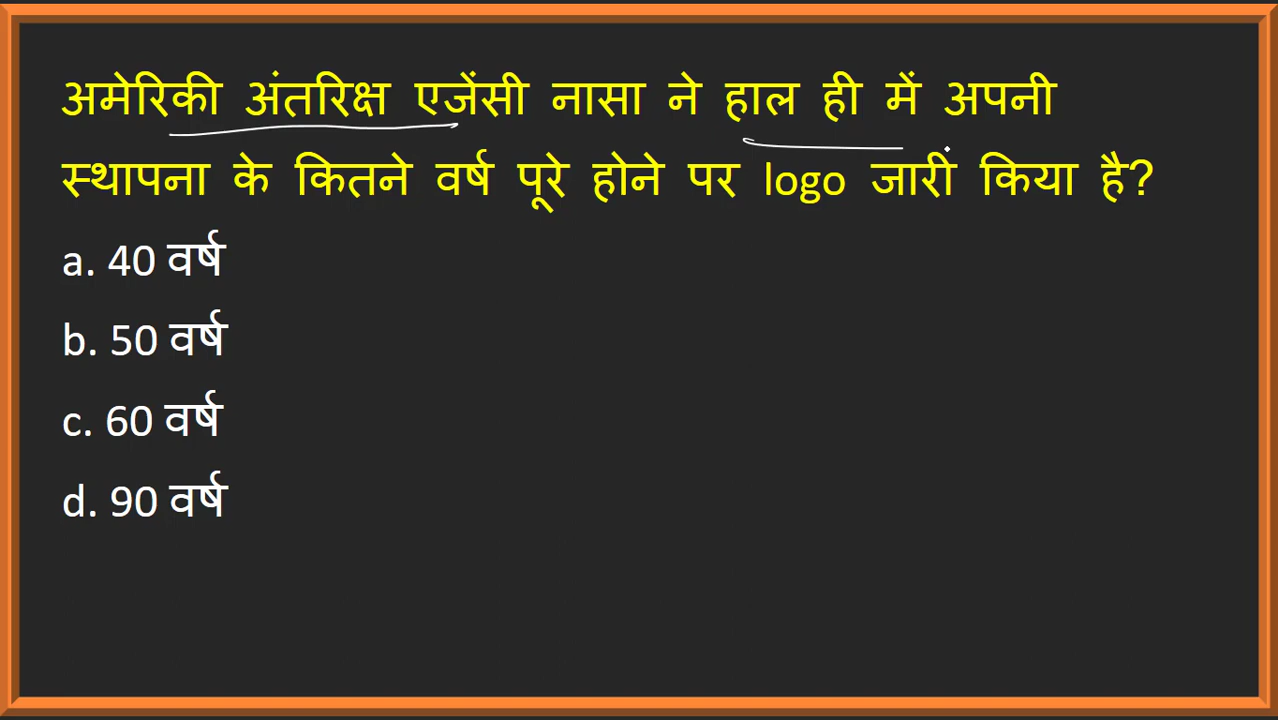 अमेरिकी अंतरिक्ष एजेंसी नासा ने हाल ही में अपनी
स्थापना के कितने वर्ष पूरे होने पर logo जारी किया है?
a. 40 वर्ष
b. 50 वर्ष
c. 60 वर्ष
d. 90 वर्ष